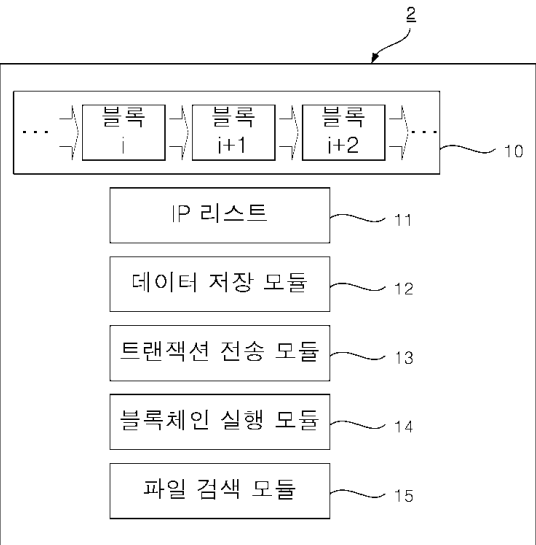 2
··· 블록 i 블록 i+1 블록 i+2 ···
10
IP 리스트 11
데이터 저장 모듈 12
트랜잭션 전송 모듈 13
블록체인 실행 모듈 14
파일 검색 모듈 15